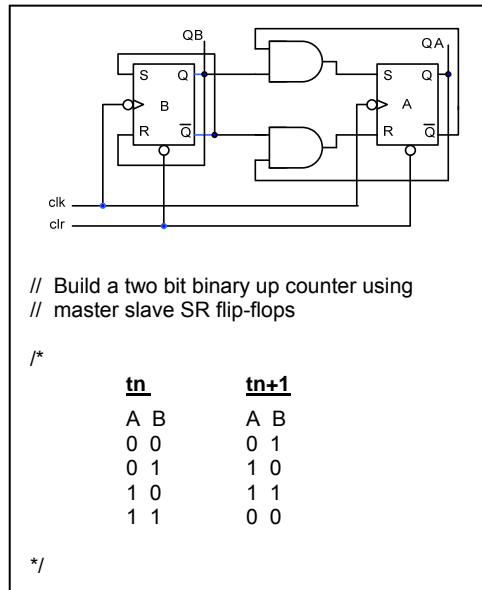 QB
QA
S Q
B
R Q
S Q
A
R Q
clk
clr
// Build a two bit binary up counter using
// master slave SR flip-flops
/*
tn tn+1
A B A B
0 0 0 1
0 1 1 0
1 0 1 1
1 1 0 0
*/